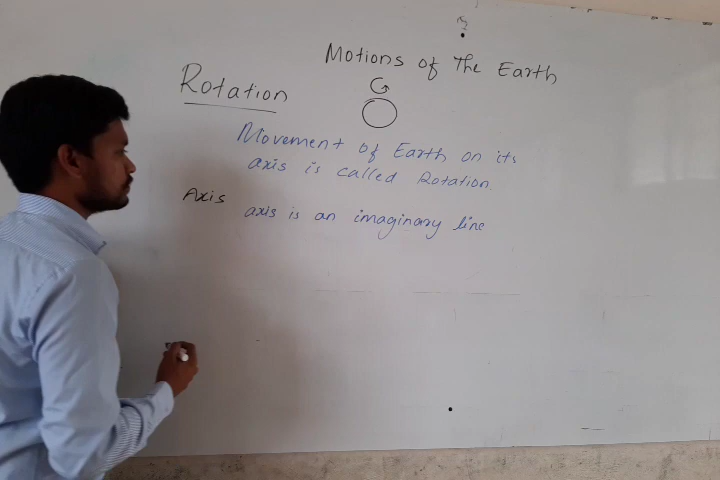 Motions of The Earth
Rotation
Movement of Earth on its
axis is called Rotation.
Axis
axis is an imaginary line